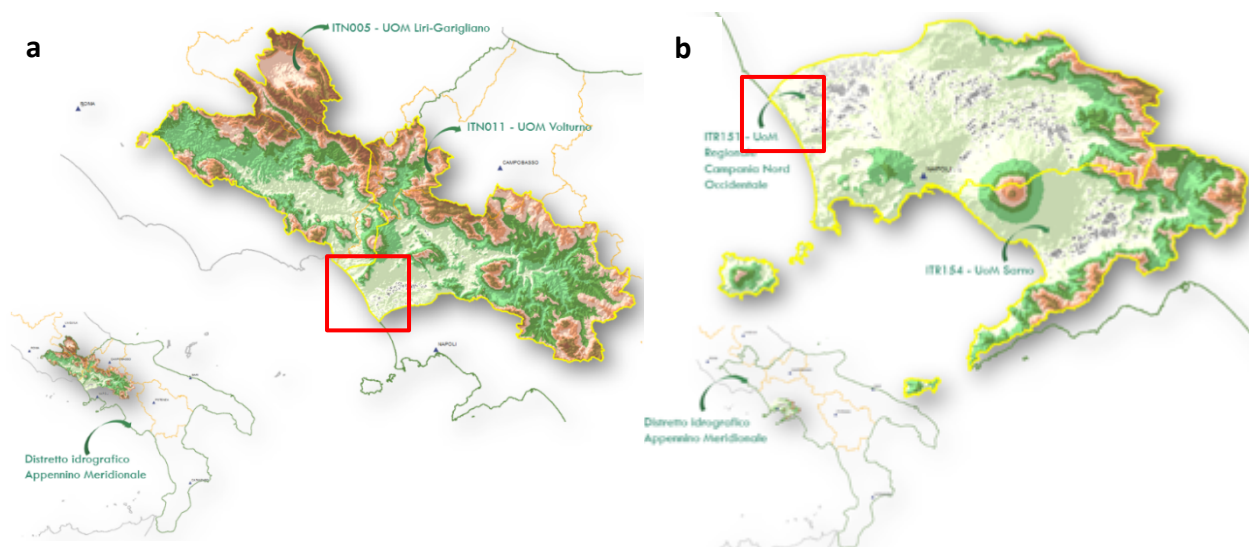 a
ITN005 - UOM Liri-Garigliano
ROMA
ITN011 - UOM Volturno
CAMPOBASSO
NAPOLI
Distretto idrografico
Appennino Meridionale
b
ITR151 - UoM
Regionale
Campania Nord
Occidentale
NAPOLI
ITR154 - UoM Sarno
Distretto idrografico
Appennino Meridionale